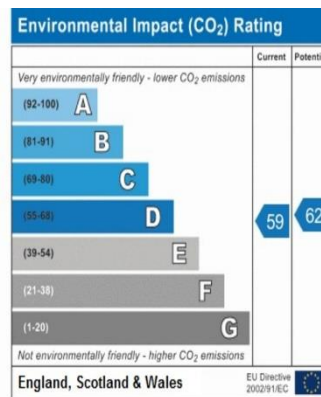 Environmental Impact (CO₂) Rating
Current Potenti
Very environmentally friendly - lower CO₂ emissions
(92-100) A
(81-91) B
(69-80) C
(55-68) D 59 62
(39-54) E
(21-38) F
(1-20) G
Not environmentally friendly - higher CO₂ emissions
England, Scotland & Wales
EU Directive
2002/91/EC